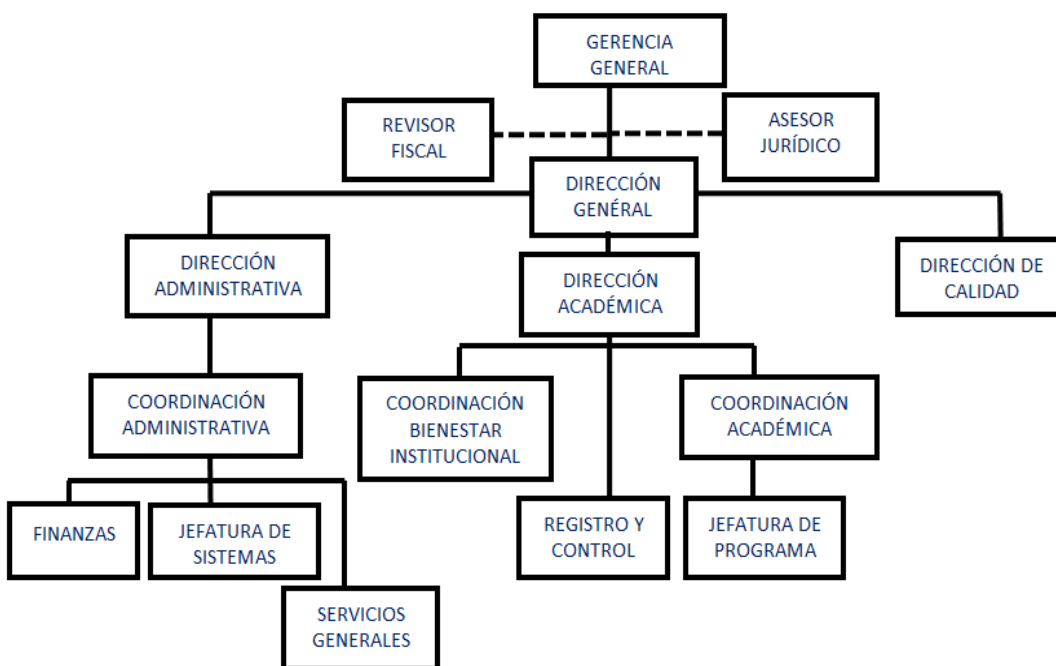 GERENCIA
GENERAL
REVISOR
FISCAL
ASESOR
JURÍDICO
DIRECCIÓN
GENÉRAL
DIRECCIÓN
ADMINISTRATIVA
DIRECCIÓN
ACADÉMICA
DIRECCIÓN DE
CALIDAD
COORDINACIÓN
ADMINISTRATIVA
COORDINACIÓN
BIENESTAR
INSTITUCIONAL
COORDINACIÓN
ACADÉMICA
FINANZAS
JEFATURA DE
SISTEMAS
REGISTRO Y
CONTROL
JEFATURA DE
PROGRAMA
SERVICIOS
GENERALES